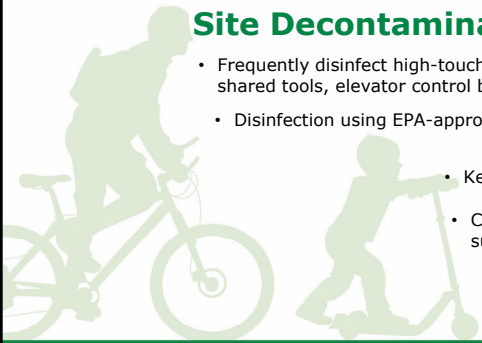 Site Decontamina
• Frequently disinfect high-touch
shared tools, elevator control b
• Disinfection using EPA-appro
• Ke
• C
su